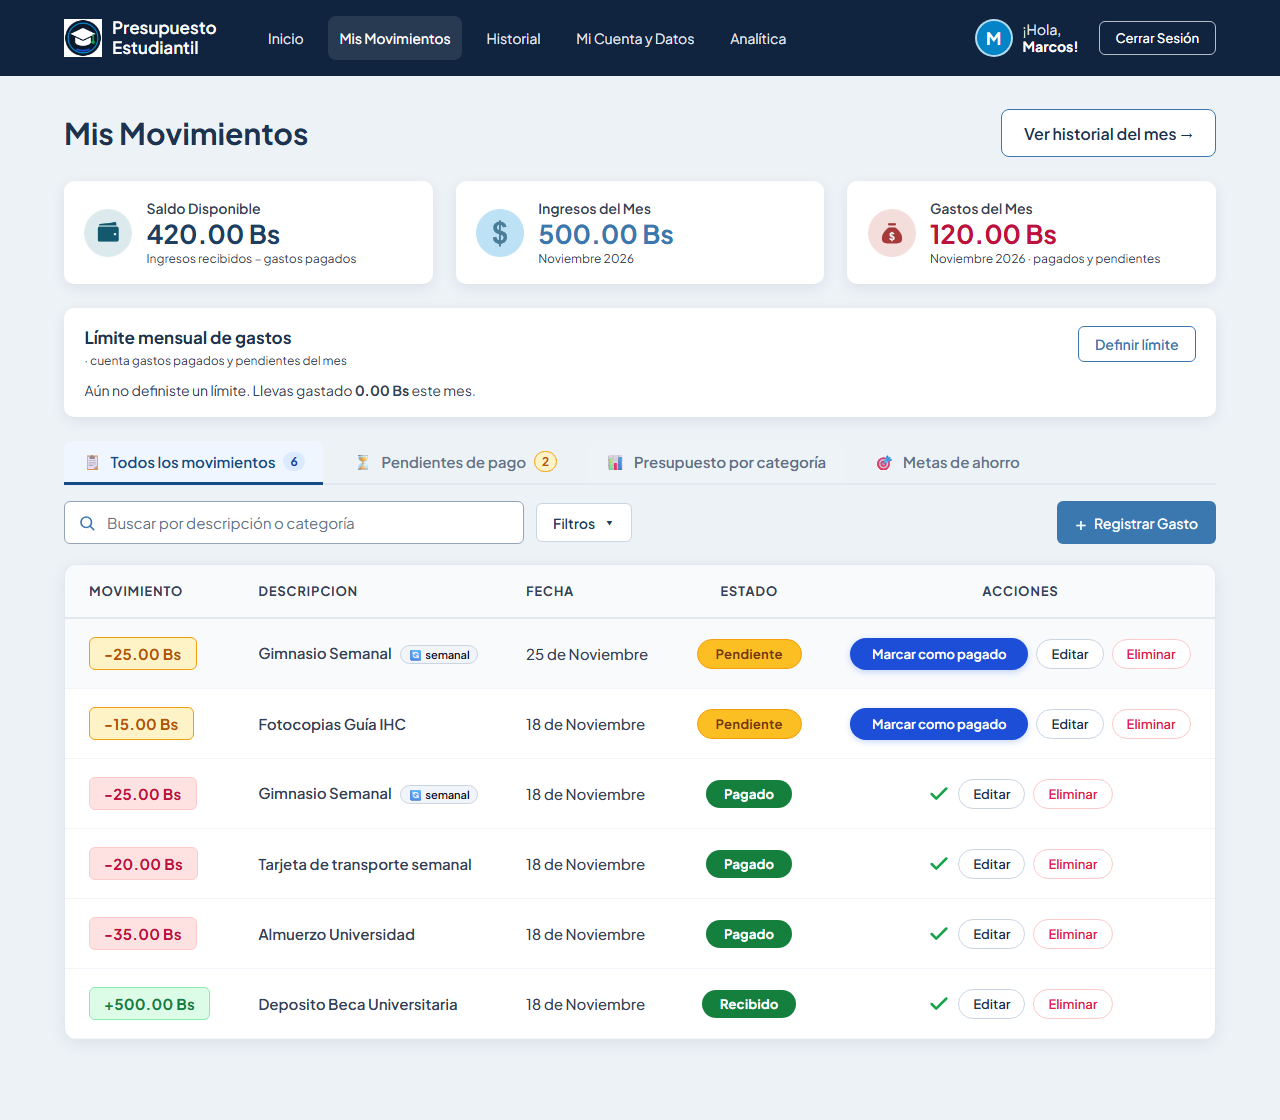 Presupuesto
Estudiantil
Inicio
Mis Movimientos
Historial
Mi Cuenta y Datos
Analítica
M
¡Hola,
Marcos!
Cerrar Sesión
Mis Movimientos
Ver historial del mes →
Saldo Disponible
420.00 Bs
Ingresos recibidos – gastos pagados
$
Ingresos del Mes
500.00 Bs
Noviembre 2026
$
Gastos del Mes
120.00 Bs
Noviembre 2026 · pagados y pendientes
Límite mensual de gastos
· cuenta gastos pagados y pendientes del mes
Definir límite
Aún no definiste un límite. Llevas gastado 0.00 Bs este mes.
Todos los movimientos 6
Pendientes de pago 2
Presupuesto por categoría
Metas de ahorro
Buscar por descripción o categoría
Filtros ▼
+ Registrar Gasto
MOVIMIENTO DESCRIPCION FECHA ESTADO ACCIONES
-25.00 Bs Gimnasio Semanal semanal 25 de Noviembre Pendiente Marcar como pagado Editar Eliminar
-15.00 Bs Fotocopias Guía IHC 18 de Noviembre Pendiente Marcar como pagado Editar Eliminar
-25.00 Bs Gimnasio Semanal semanal 18 de Noviembre Pagado ✓ Editar Eliminar
-20.00 Bs Tarjeta de transporte semanal 18 de Noviembre Pagado ✓ Editar Eliminar
-35.00 Bs Almuerzo Universidad 18 de Noviembre Pagado ✓ Editar Eliminar
+500.00 Bs Deposito Beca Universitaria 18 de Noviembre Recibido ✓ Editar Eliminar